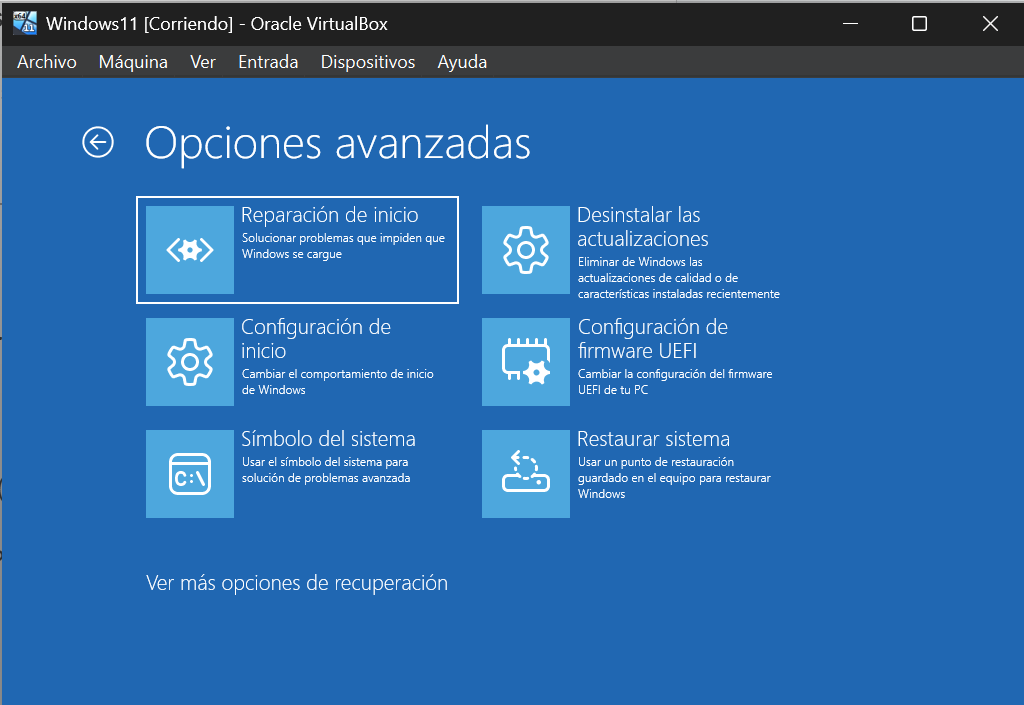 Windows11 [Corriendo] - Oracle VirtualBox
Archivo Máquina Ver Entrada Dispositivos Ayuda
Opciones avanzadas
Reparación de inicio
Solucionar problemas que impiden que
Windows se cargue
Desinstalar las
actualizaciones
Eliminar de Windows las
actualizaciones de calidad o de
características instaladas recientemente
Configuración de
inicio
Cambiar el comportamiento de inicio
de Windows
Configuración de
firmware UEFI
Cambiar la configuración del firmware
UEFI de tu PC
C:\
Símbolo del sistema
Usar el símbolo del sistema para
solución de problemas avanzada
Restaurar sistema
Usar un punto de restauración
guardado en el equipo para restaurar
Windows
Ver más opciones de recuperación